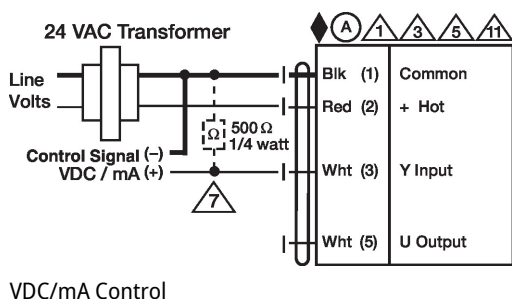 24 VAC Transformer
A 1 3 5 11
Line
Volts
Blk (1) Common
Red (2) + Hot
Ω 500 Ω
1/4 watt
Control Signal (−)
VDC / mA (+)
Wht (3) Y Input
7
Wht (5) U Output
VDC/mA Control